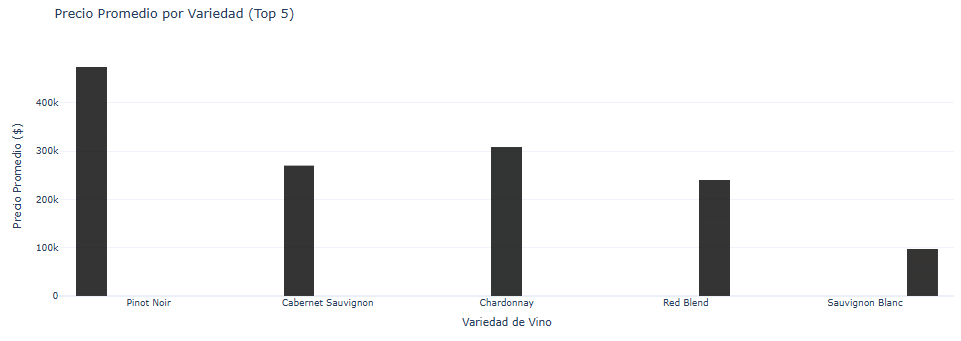 Precio Promedio por Variedad (Top 5)
Precio Promedio ($)
400k
300k
200k
100k
0
Pinot Noir
Cabernet Sauvignon
Chardonnay
Red Blend
Sauvignon Blanc
Variedad de Vino